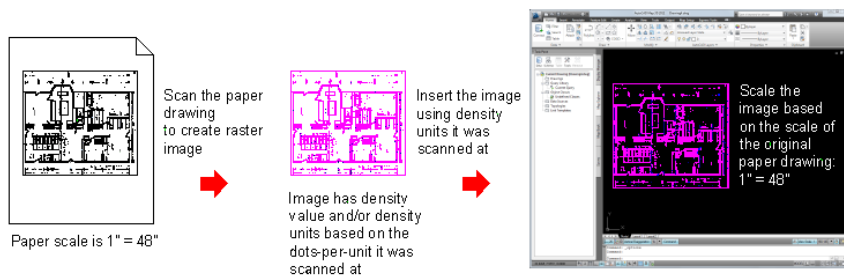 Scan the paper
drawing
to create raster
image
Paper scale is 1" = 48"
Image has density
value and/or density
units based on the
dots-per-unit it was
scanned at
Insert the image
using density
units it was
scanned at
Scale the
image based
on the scale of
the original
paper drawing:
1" = 48"